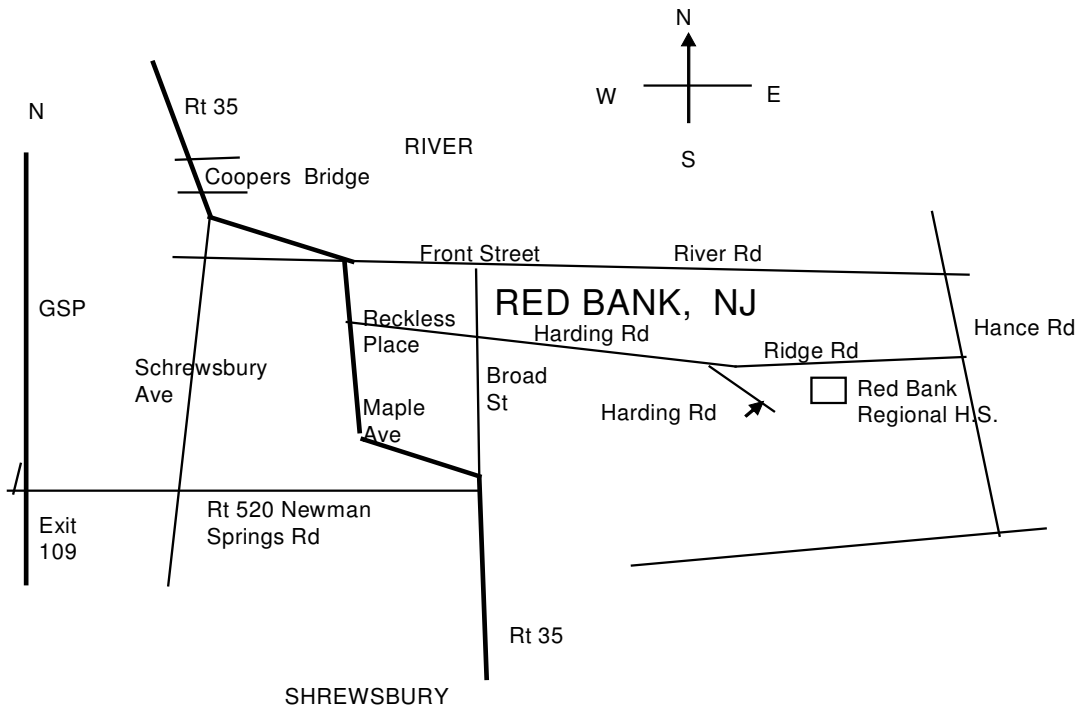 N
Rt 35
N
W
E
RIVER
S
Coopers Bridge
Front Street
River Rd
RED BANK, NJ
GSP
Reckless
Place
Harding Rd
Hance Rd
Ridge Rd
Schrewsbury
Ave
Broad
St
Red Bank
Regional H.S.
Maple
Ave
Harding Rd
Rt 520 Newman
Springs Rd
Exit
109
Rt 35
SHREWSBURY